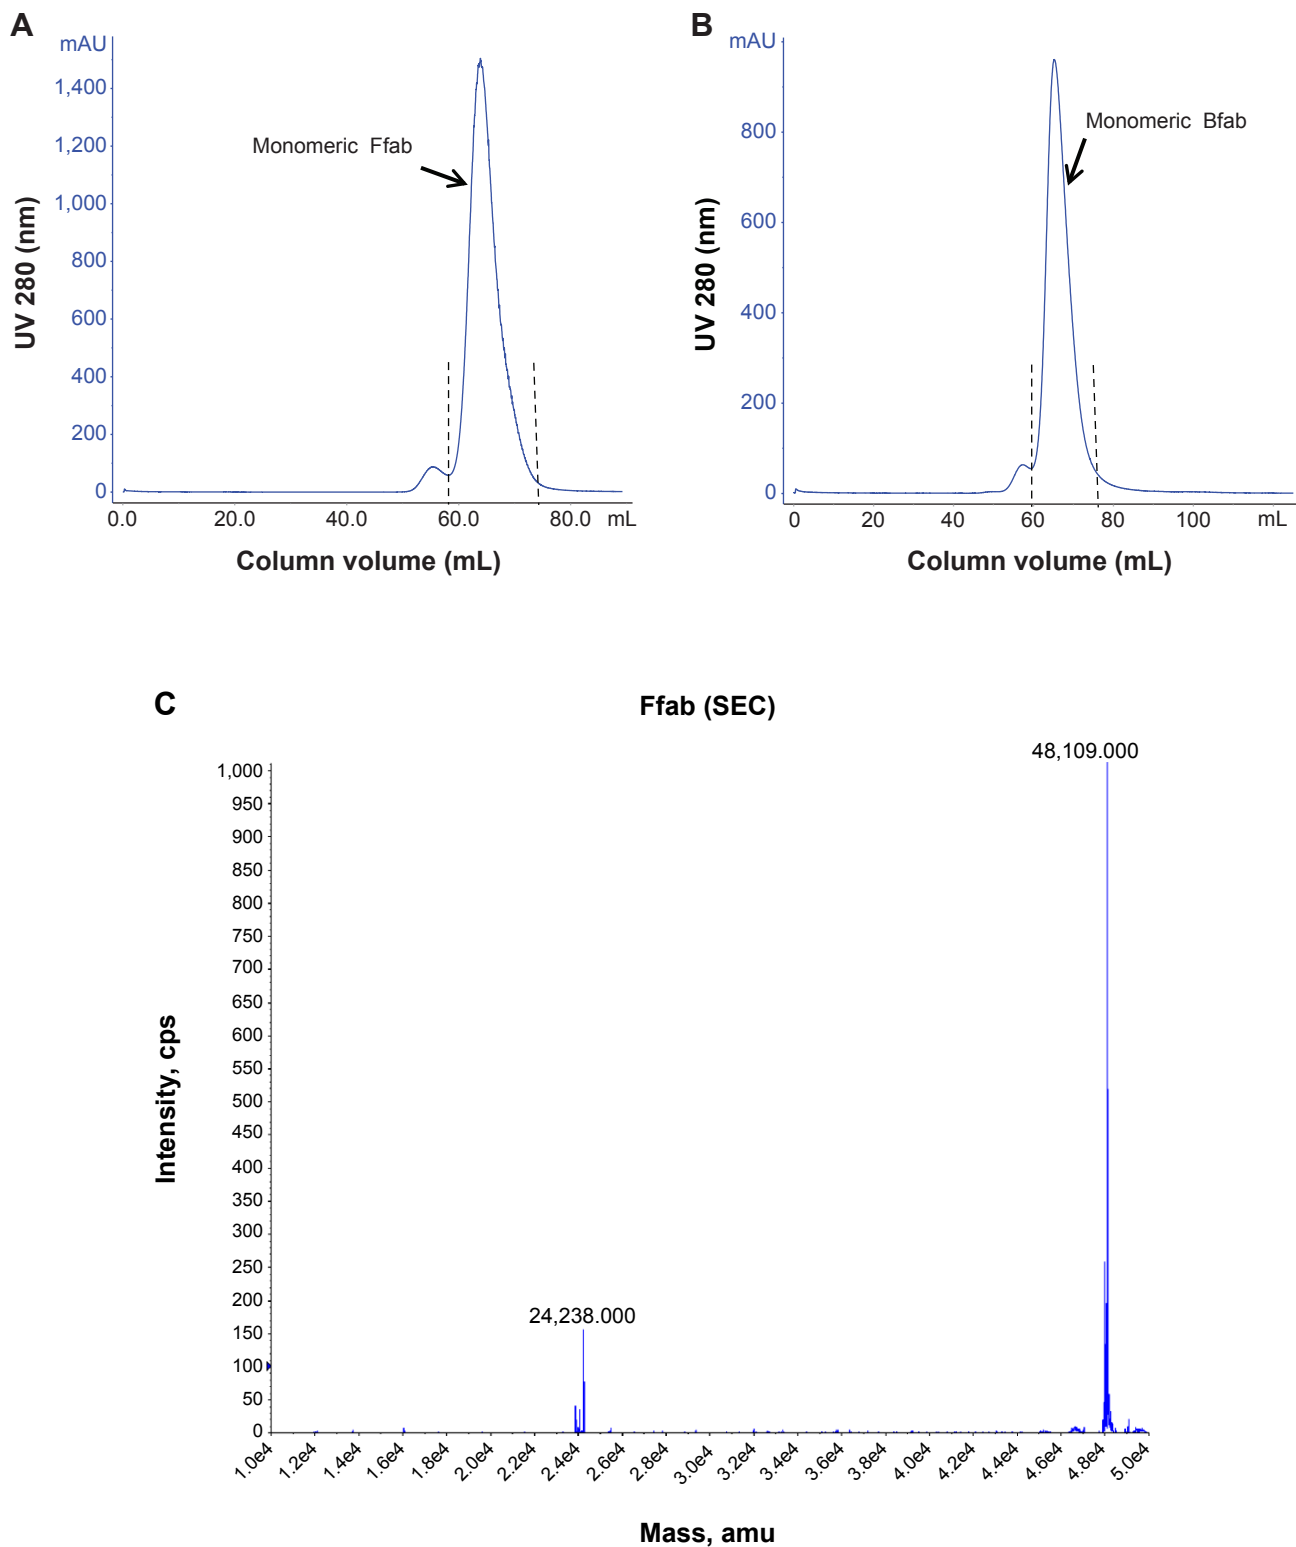 A
mAU
1,400
1,200
1,000
800
600
400
200
0
UV 280 (nm)
Monomeric Ffab
0.0 20.0 40.0 60.0 80.0 mL
Column volume (mL)
B
mAU
800
600
400
200
0
UV 280 (nm)
Monomeric Bfab
0 20 40 60 80 100 mL
Column volume (mL)
C
Ffab (SEC)
48,109.000
24,238.000
1,000
950
900
850
800
750
700
650
600
550
500
450
400
350
300
250
200
150
100
50
0
Intensity, cps
1.0e4 1.2e4 1.4e4 1.6e4 1.8e4 2.0e4 2.2e4 2.4e4 2.6e4 2.8e4 3.0e4 3.2e4 3.4e4 3.6e4 3.8e4 4.0e4 4.2e4 4.4e4 4.6e4 4.8e4 5.0e4
Mass, amu